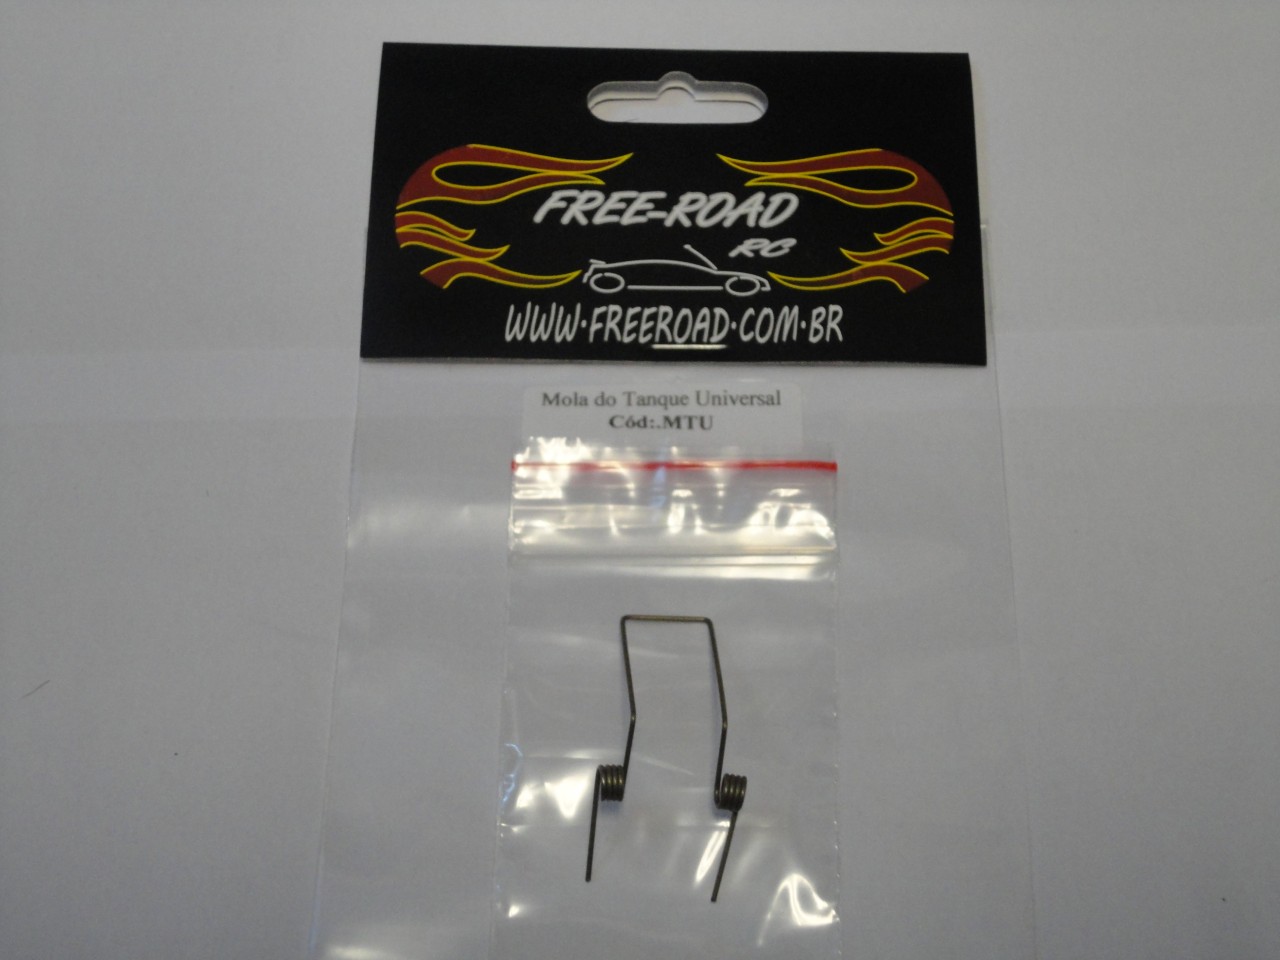 FREE-ROAD
RC
WWW.FREEROAD.COM.BR
Mola do Tanque Universal
Cód:.MTU